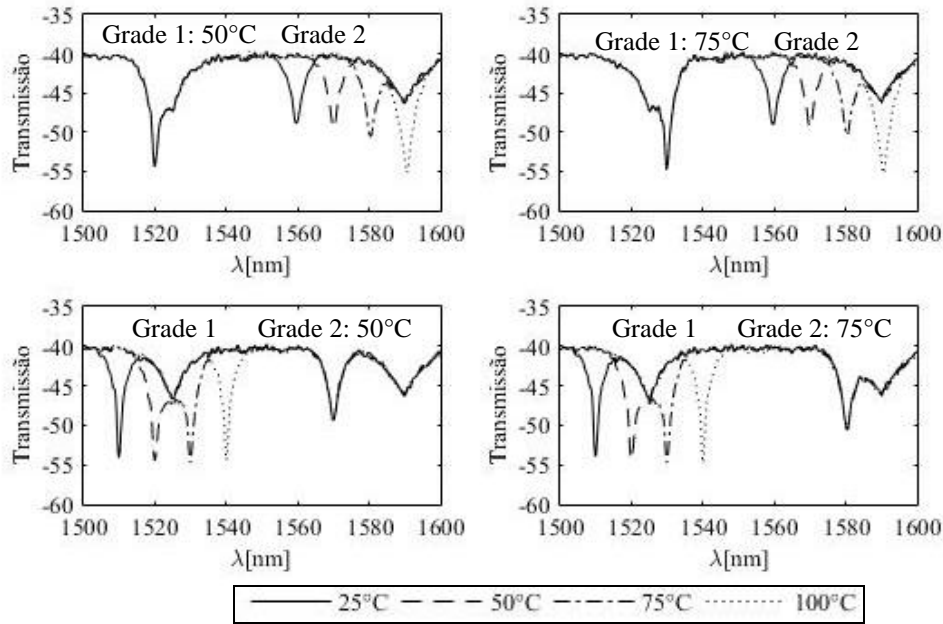 Grade 1: 50°C Grade 2
Transmissão
-35
-40
-45
-50
-55
-60
1500 1520 1540 1560 1580 1600
λ[nm]
Grade 1: 75°C Grade 2
Transmissão
-35
-40
-45
-50
-55
-60
1500 1520 1540 1560 1580 1600
λ[nm]
Grade 1 Grade 2: 50°C
Transmissão
-35
-40
-45
-50
-55
-60
1500 1520 1540 1560 1580 1600
λ[nm]
Grade 1 Grade 2: 75°C
Transmissão
-35
-40
-45
-50
-55
-60
1500 1520 1540 1560 1580 1600
λ[nm]
25°C 50°C 75°C 100°C